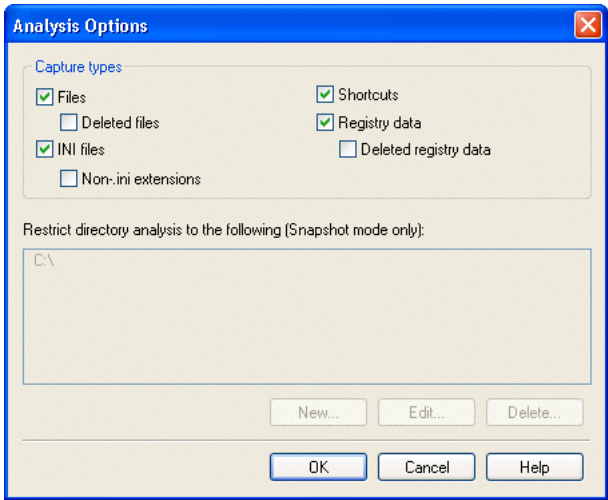 Analysis Options
Capture types
Files
Deleted files
INI files
Non-.ini extensions
Shortcuts
Registry data
Deleted registry data
Restrict directory analysis to the following (Snapshot mode only):
C:\
New... Edit... Delete...
OK Cancel Help